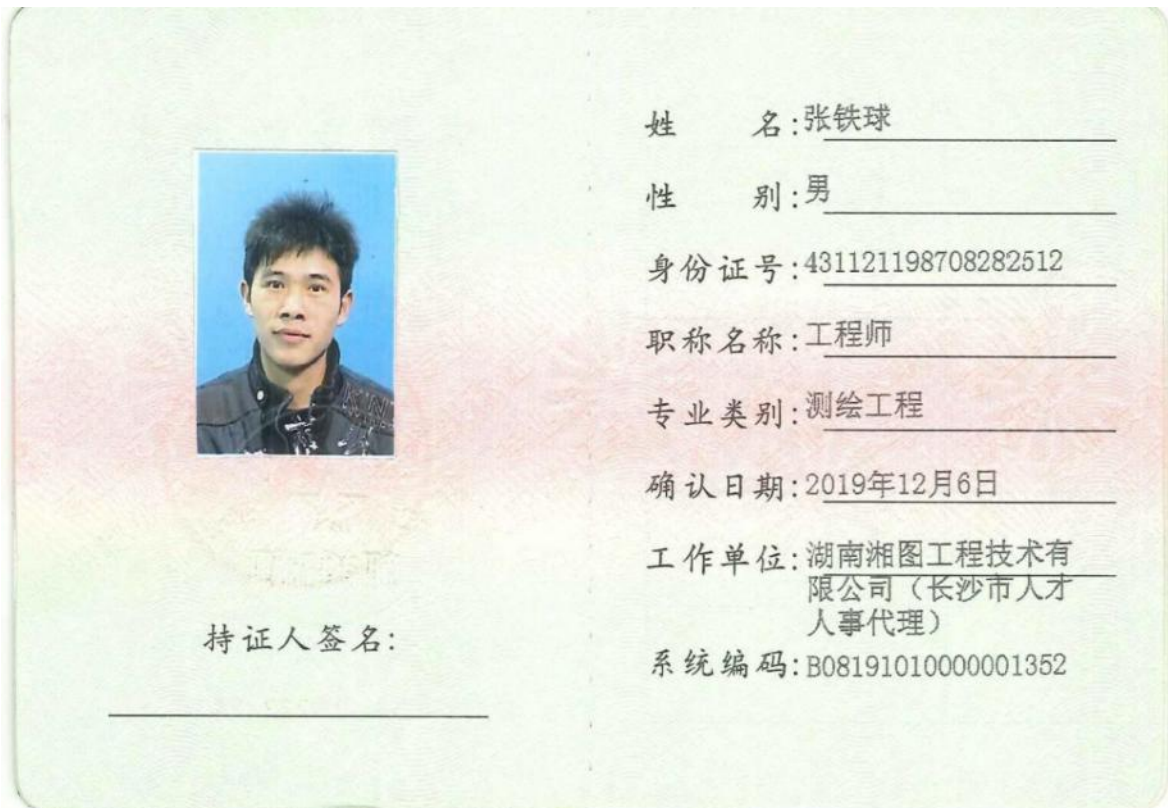 姓名:张铁球
性别:男
身份证号:431121198708282512
职称名称:工程师
专业类别:测绘工程
确认日期:2019年12月6日
工作单位:湖南湘图工程技术有
限公司（长沙市人才
人事代理）
系统编码:B08191010000001352
持证人签名: